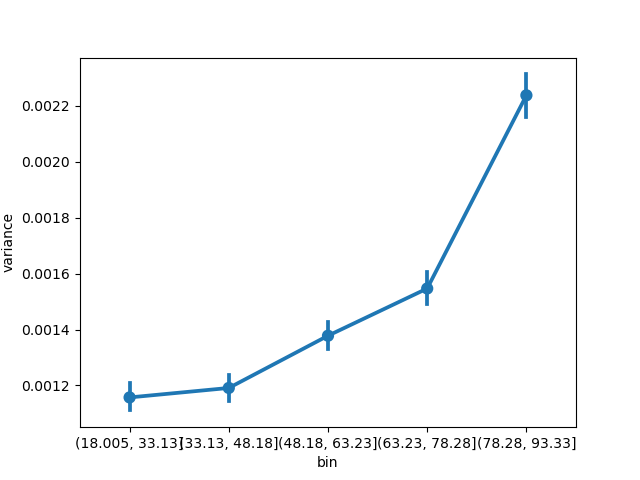 0.0022
0.0020
0.0018
0.0016
0.0014
0.0012
variance
(18.005, 33.13] (33.13, 48.18] (48.18, 63.23] (63.23, 78.28] (78.28, 93.33]
bin